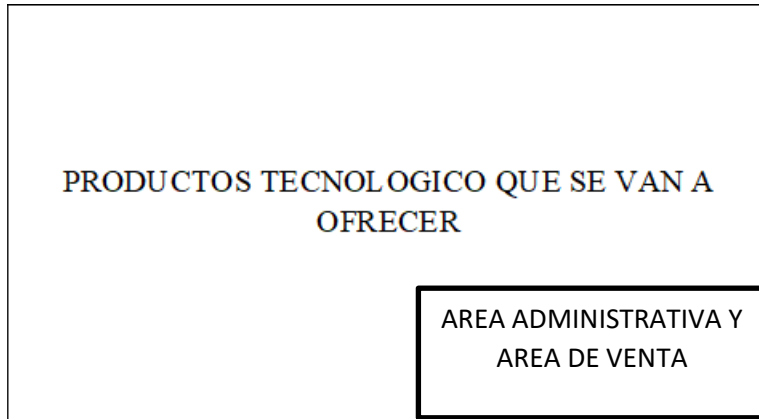 PRODUCTOS TECNOLOGICO QUE SE VAN A
OFRECER
AREA ADMINISTRATIVA Y
AREA DE VENTA